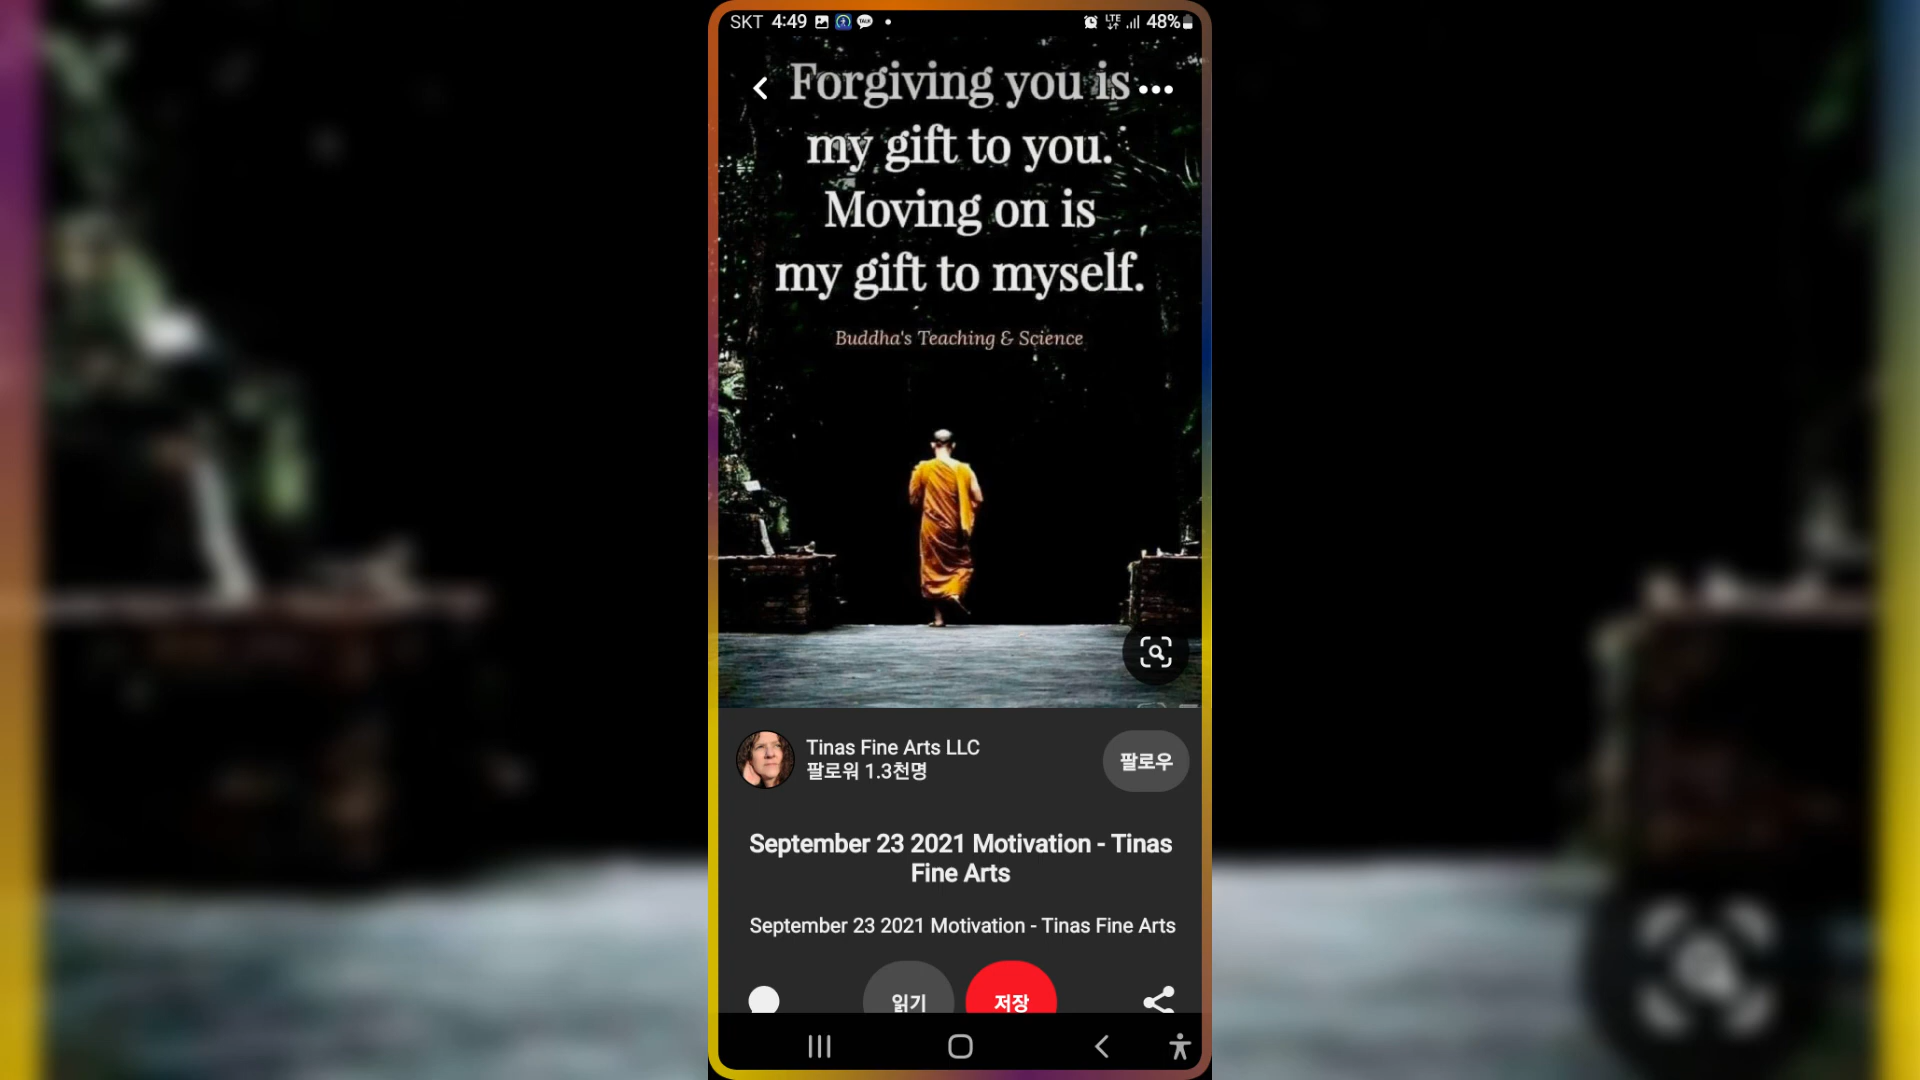 SKT 4:49 48%
Forgiving you is
my gift to you.
Moving on is
my gift to myself.
Buddha's Teaching & Science
Tinas Fine Arts LLC
팔로워 1.3천명
팔로우
September 23 2021 Motivation - Tinas
Fine Arts
September 23 2021 Motivation - Tinas Fine Arts
읽기 저장